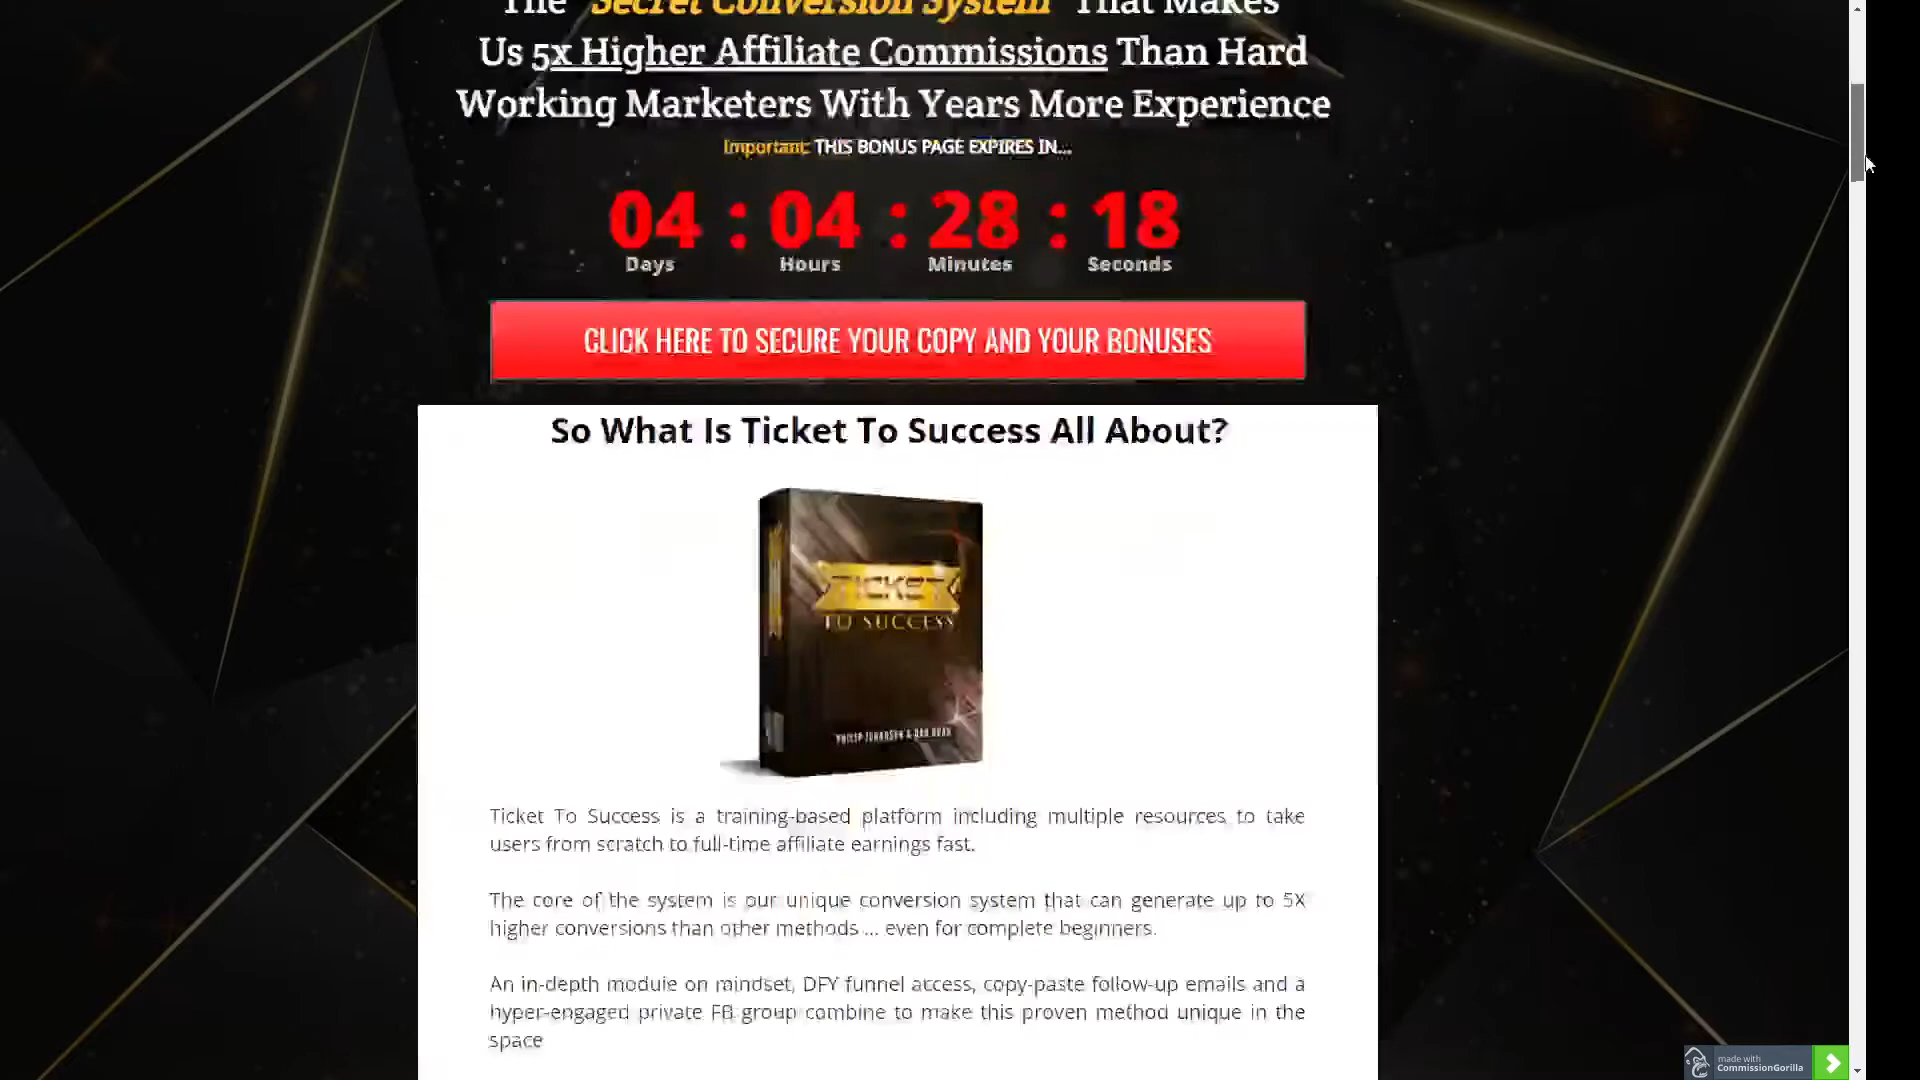 The "Secret Conversion System" That Makes
Us 5x Higher Affiliate Commissions Than Hard
Working Marketers With Years More Experience
Important: THIS BONUS PAGE EXPIRES IN...
04 : 04 : 28 : 18
Days Hours Minutes Seconds
CLICK HERE TO SECURE YOUR COPY AND YOUR BONUSES
So What Is Ticket To Success All About?
TICKET
TO SUCCESS
Ticket To Success is a training-based platform including multiple resources to take
users from scratch to full-time affiliate earnings fast.
The core of the system is our unique conversion system that can generate up to 5X
higher conversions than other methods ... even for complete beginners.
An in-depth module on mindset, DFY funnel access, copy-paste follow-up emails and a
hyper-engaged private FB group combine to make this proven method unique in the
space
made with
CommissionGorilla